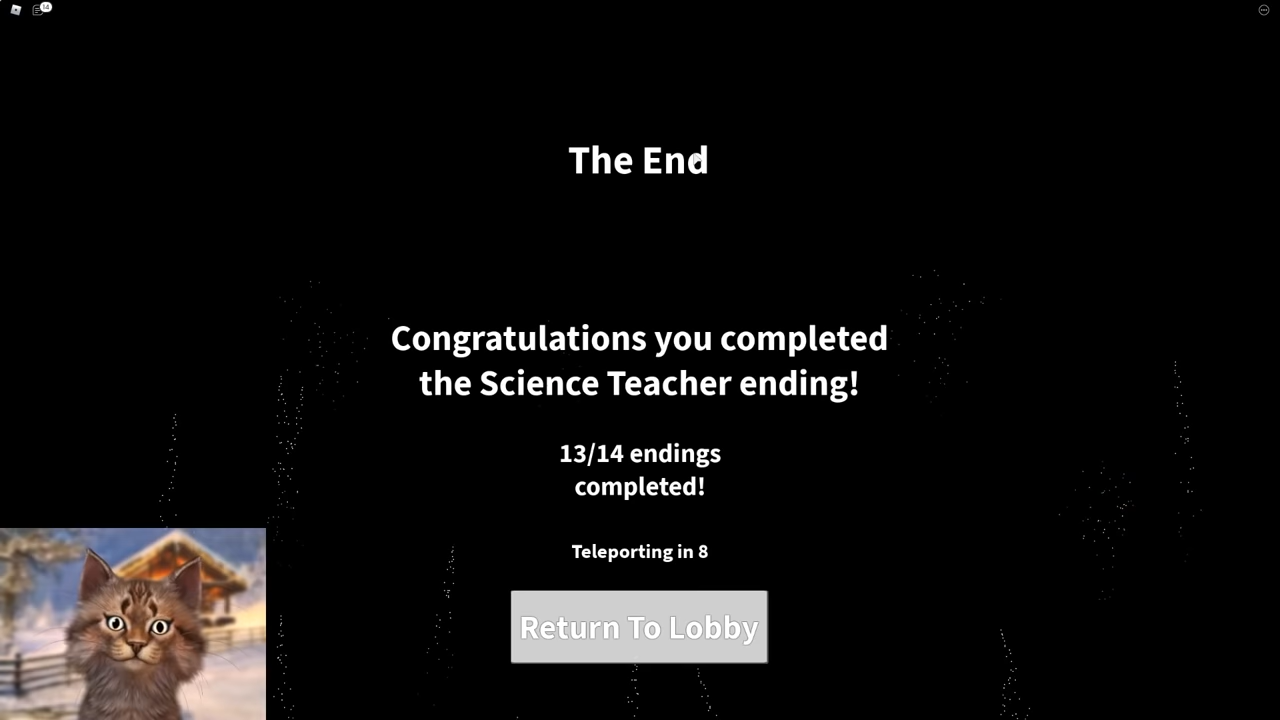 14
The End
Congratulations you completed
the Science Teacher ending!
13/14 endings
completed!
Teleporting in 8
Return To Lobby